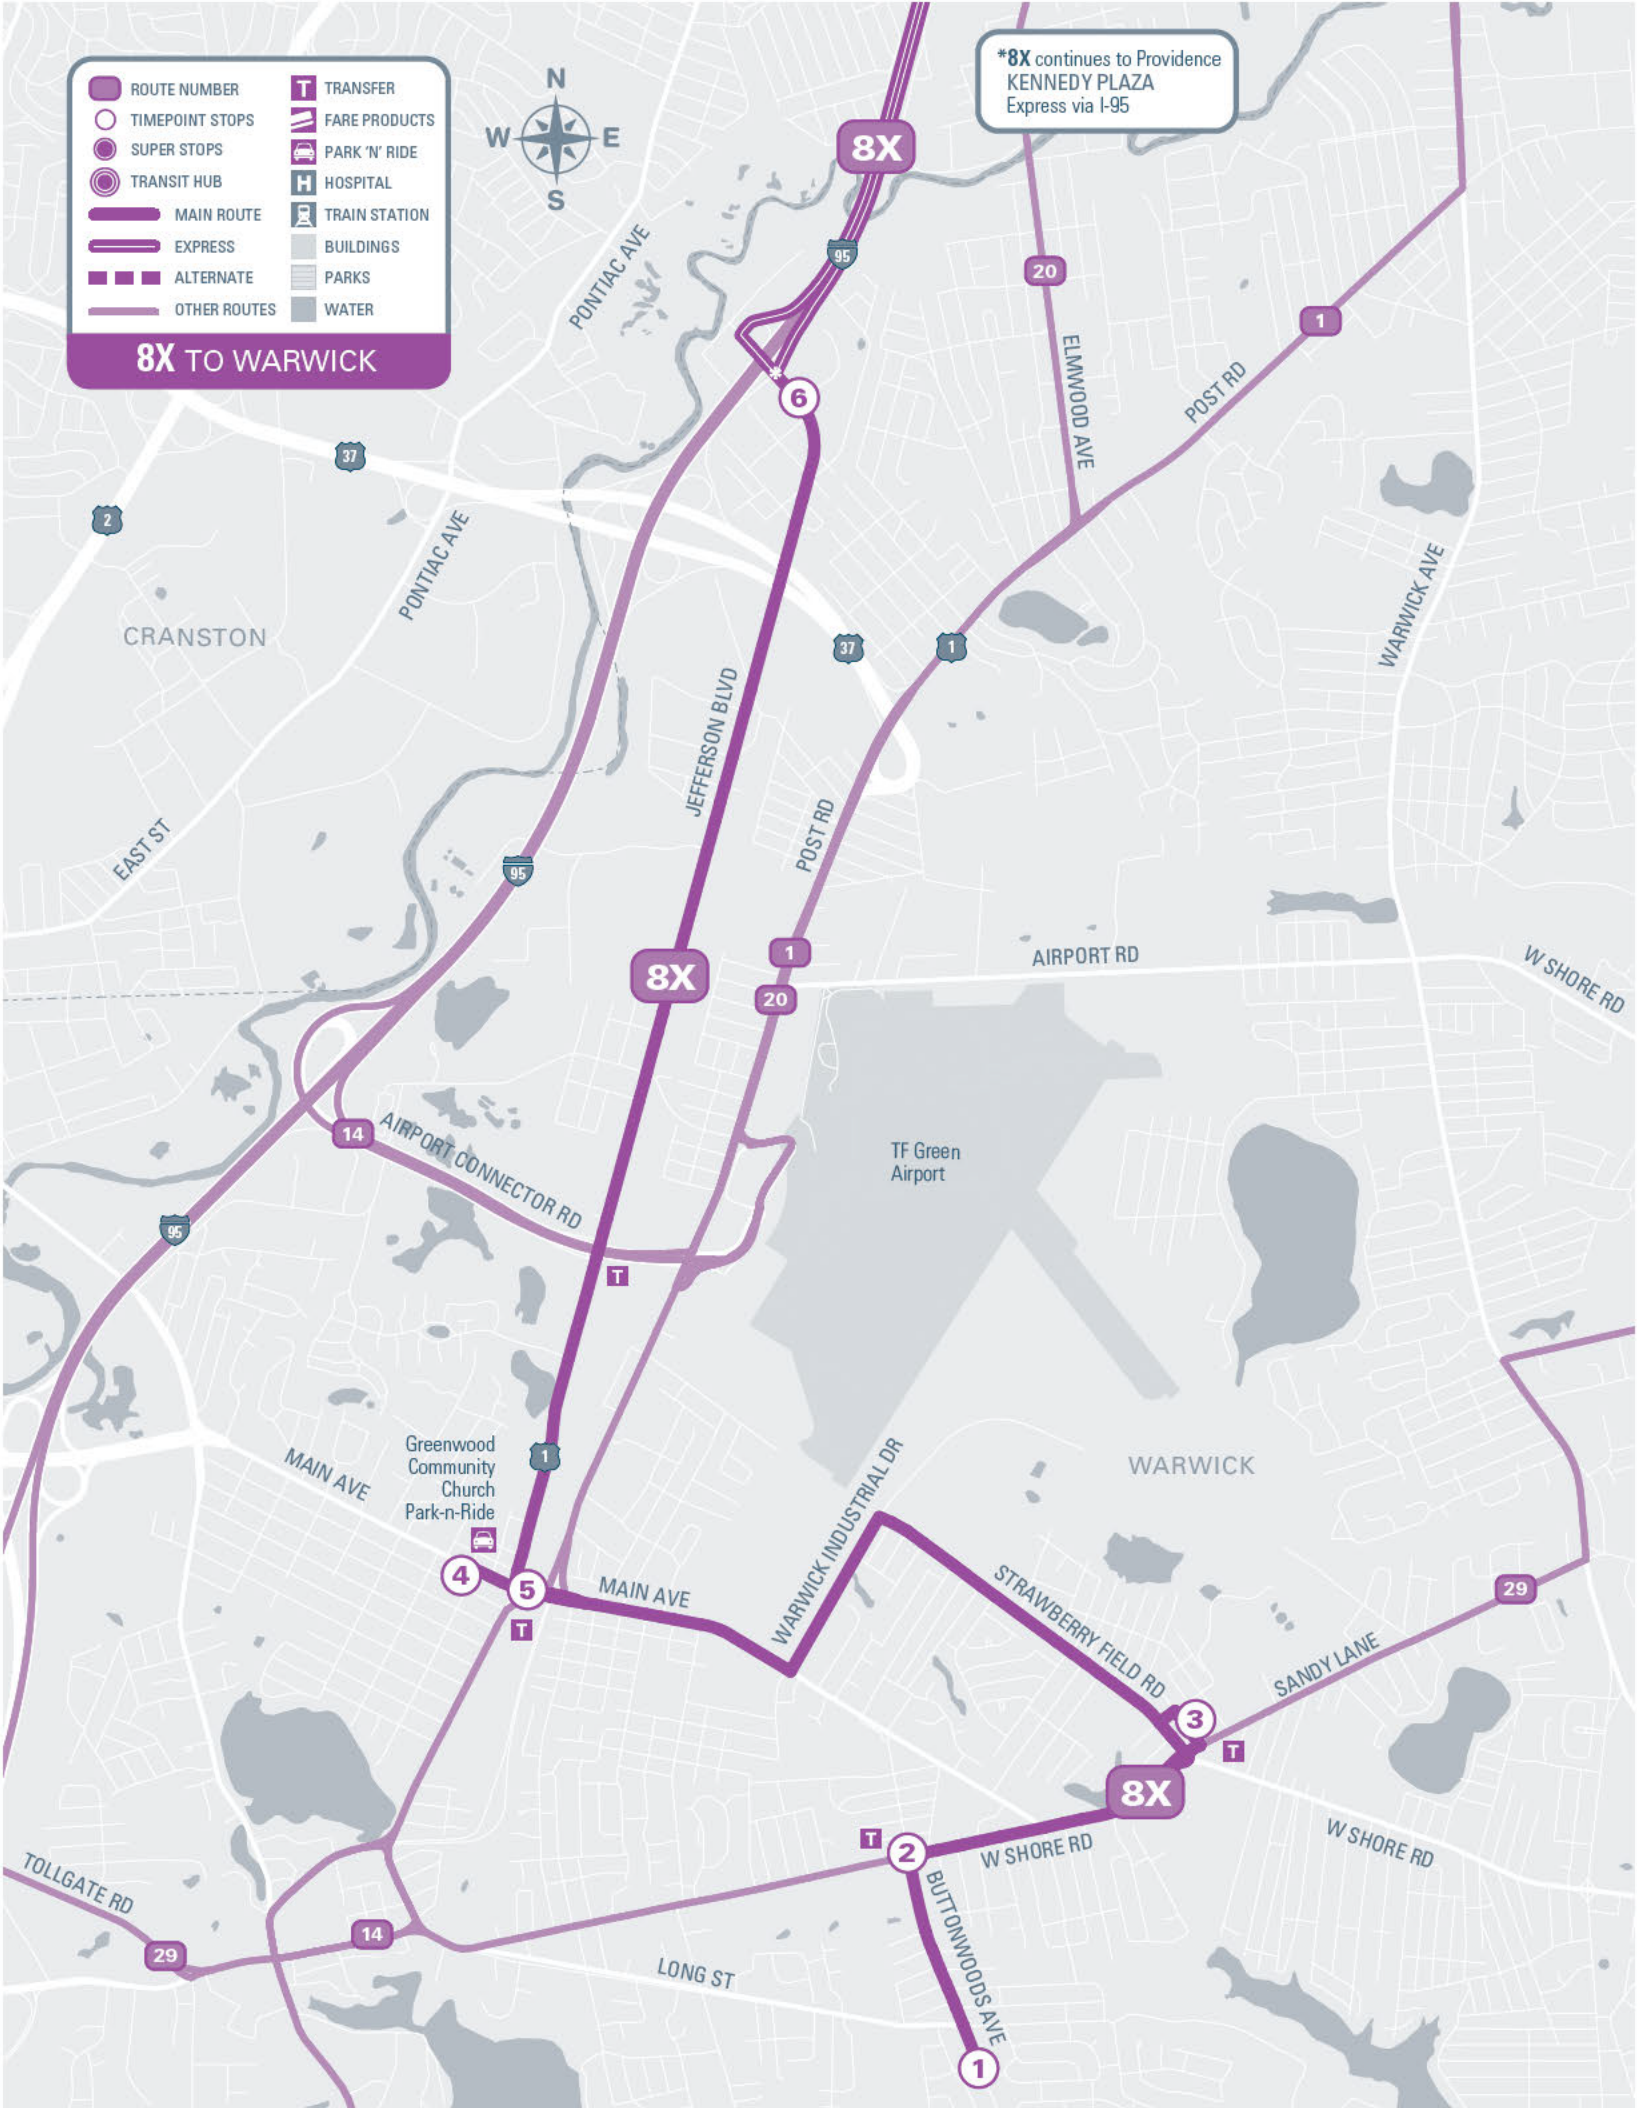 ROUTE NUMBER
TIMEPOINT STOPS
SUPER STOPS
TRANSIT HUB
MAIN ROUTE
EXPRESS
ALTERNATE
OTHER ROUTES
T TRANSFER
FARE PRODUCTS
PARK 'N' RIDE
H HOSPITAL
TRAIN STATION
BUILDINGS
PARKS
WATER
8X TO WARWICK
N
W E
S
*8X continues to Providence
KENNEDY PLAZA
Express via I-95
8X
95
PONTIAC AVE
20
1
ELMWOOD AVE
POST RD
*
6
37
2
PONTIAC AVE
CRANSTON
37
1
WARWICK AVE
JEFFERSON BLVD
POST RD
EAST ST
95
8X
1
20
AIRPORT RD
W SHORE RD
14
AIRPORT CONNECTOR RD
TF Green
Airport
95
T
Greenwood
Community
Church
Park-n-Ride
MAIN AVE
1
WARWICK
WARWICK INDUSTRIAL DR
4
5
T
MAIN AVE
STRAWBERRY FIELD RD
29
SANDY LANE
3
T
8X
T
2
W SHORE RD
W SHORE RD
TOLLGATE RD
29
14
LONG ST
BUTTONWOODS AVE
1